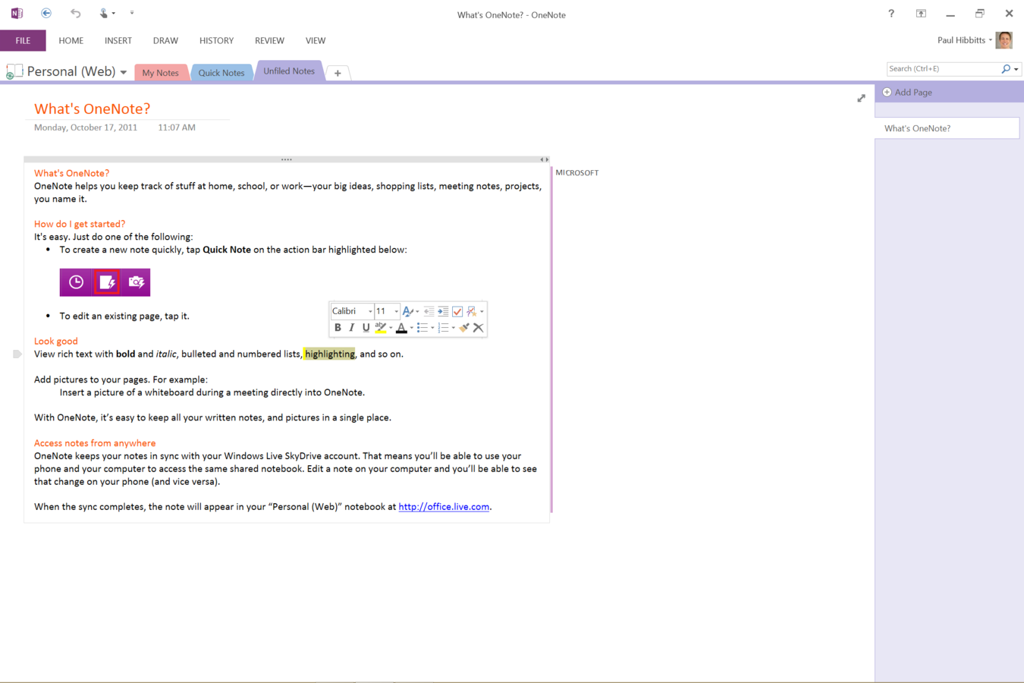 What's OneNote? - OneNote
?
FILE HOME INSERT DRAW HISTORY REVIEW VIEW
Paul Hibbitts
Personal (Web) My Notes Quick Notes Unfiled Notes +
Search (Ctrl+E)
Add Page
What's OneNote?
What's OneNote?
Monday, October 17, 2011 11:07 AM
What's OneNote?
OneNote helps you keep track of stuff at home, school, or work—your big ideas, shopping lists, meeting notes, projects,
you name it.
MICROSOFT
How do I get started?
It's easy. Just do one of the following:
• To create a new note quickly, tap Quick Note on the action bar highlighted below:
• To edit an existing page, tap it.
Calibri 11
B I U ab A
Look good
View rich text with bold and italic, bulleted and numbered lists, highlighting, and so on.
Add pictures to your pages. For example:
Insert a picture of a whiteboard during a meeting directly into OneNote.
With OneNote, it's easy to keep all your written notes, and pictures in a single place.
Access notes from anywhere
OneNote keeps your notes in sync with your Windows Live SkyDrive account. That means you'll be able to use your
phone and your computer to access the same shared notebook. Edit a note on your computer and you'll be able to see
that change on your phone (and vice versa).
When the sync completes, the note will appear in your “Personal (Web)” notebook at http://office.live.com.